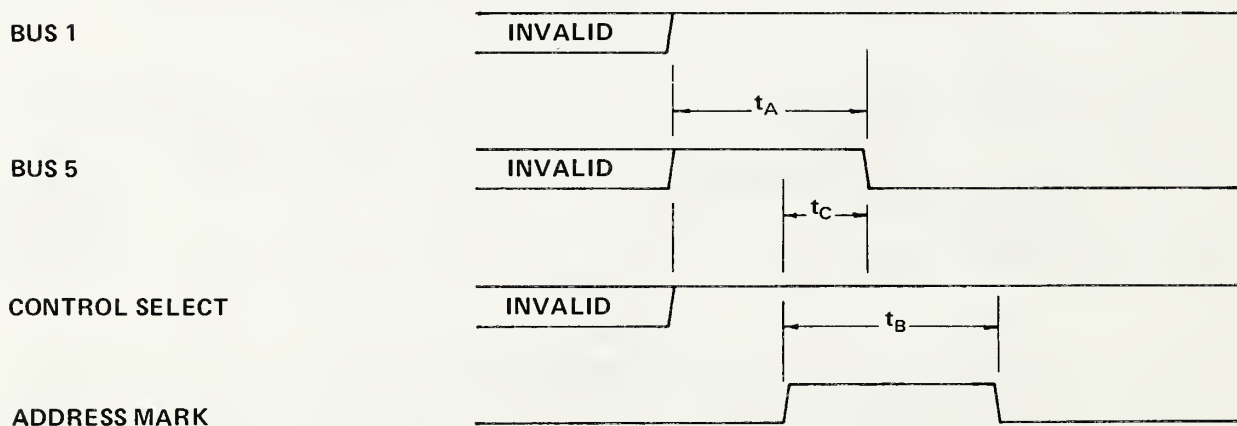 BUS 1
INVALID
tA
BUS 5
INVALID
tC
CONTROL SELECT
INVALID
tB
ADDRESS MARK